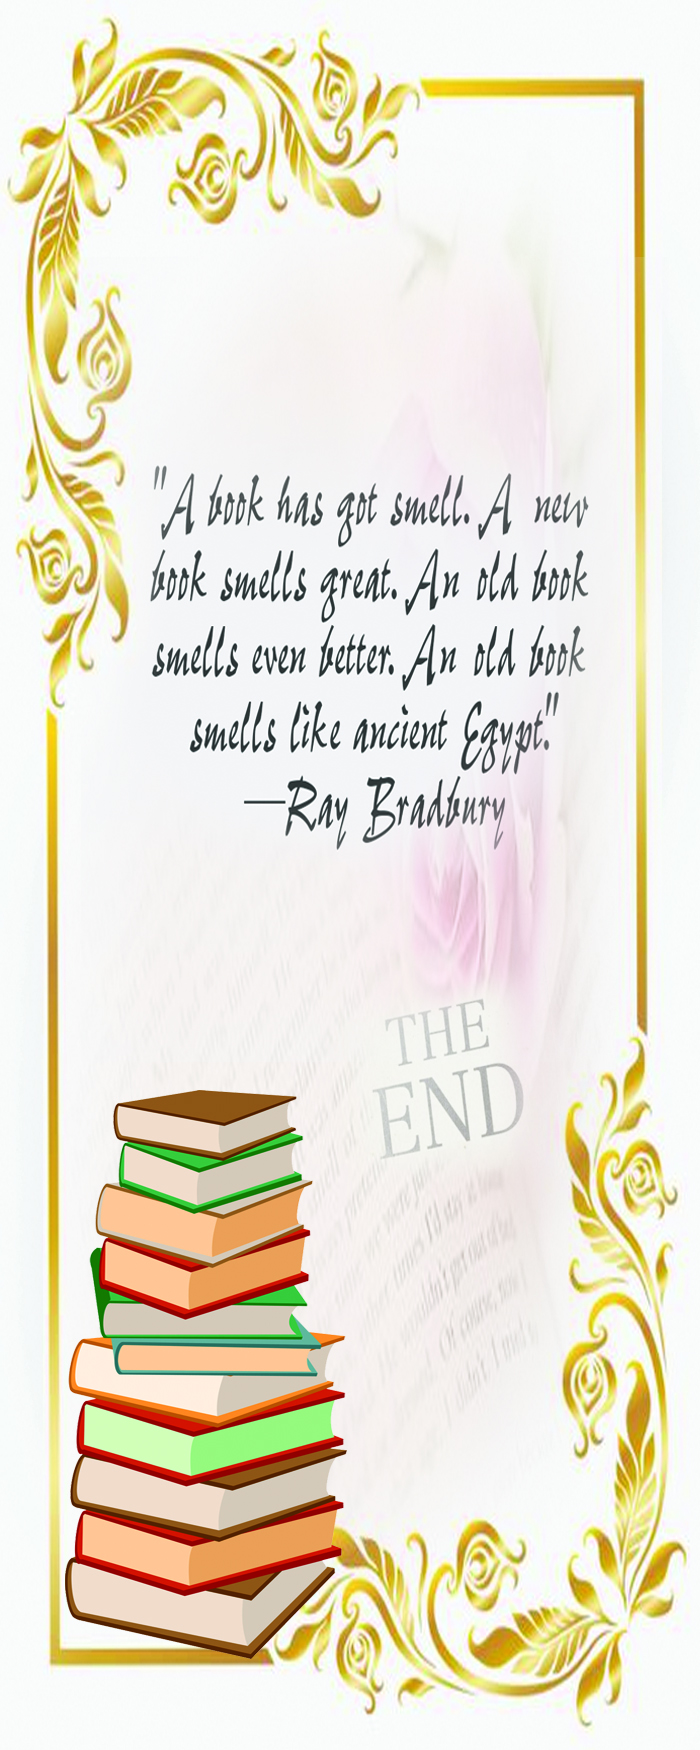 "A book has got smell. A new
book smells great. An old book
smells even better. An old book
smells like ancient Egypt."
—Ray Bradbury
THE
END